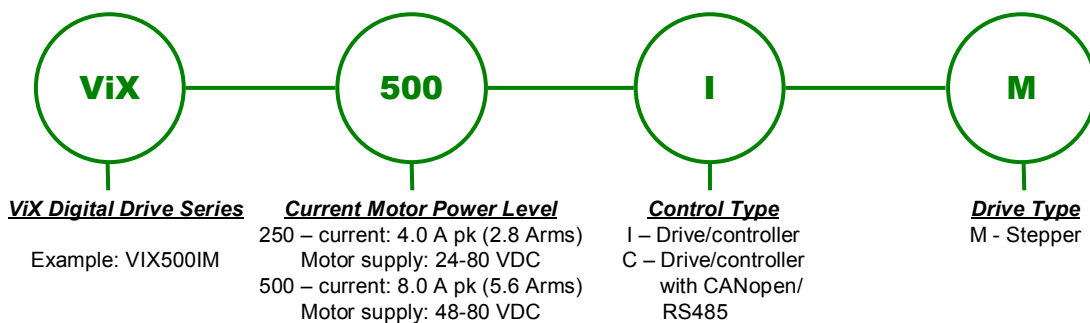 ViX
500
I
M
ViX Digital Drive Series
Example: VIX500IM
Current Motor Power Level
250 – current: 4.0 A pk (2.8 Arms)
Motor supply: 24-80 VDC
500 – current: 8.0 A pk (5.6 Arms)
Motor supply: 48-80 VDC
Control Type
I – Drive/controller
C – Drive/controller
with CANopen/
RS485
Drive Type
M - Stepper